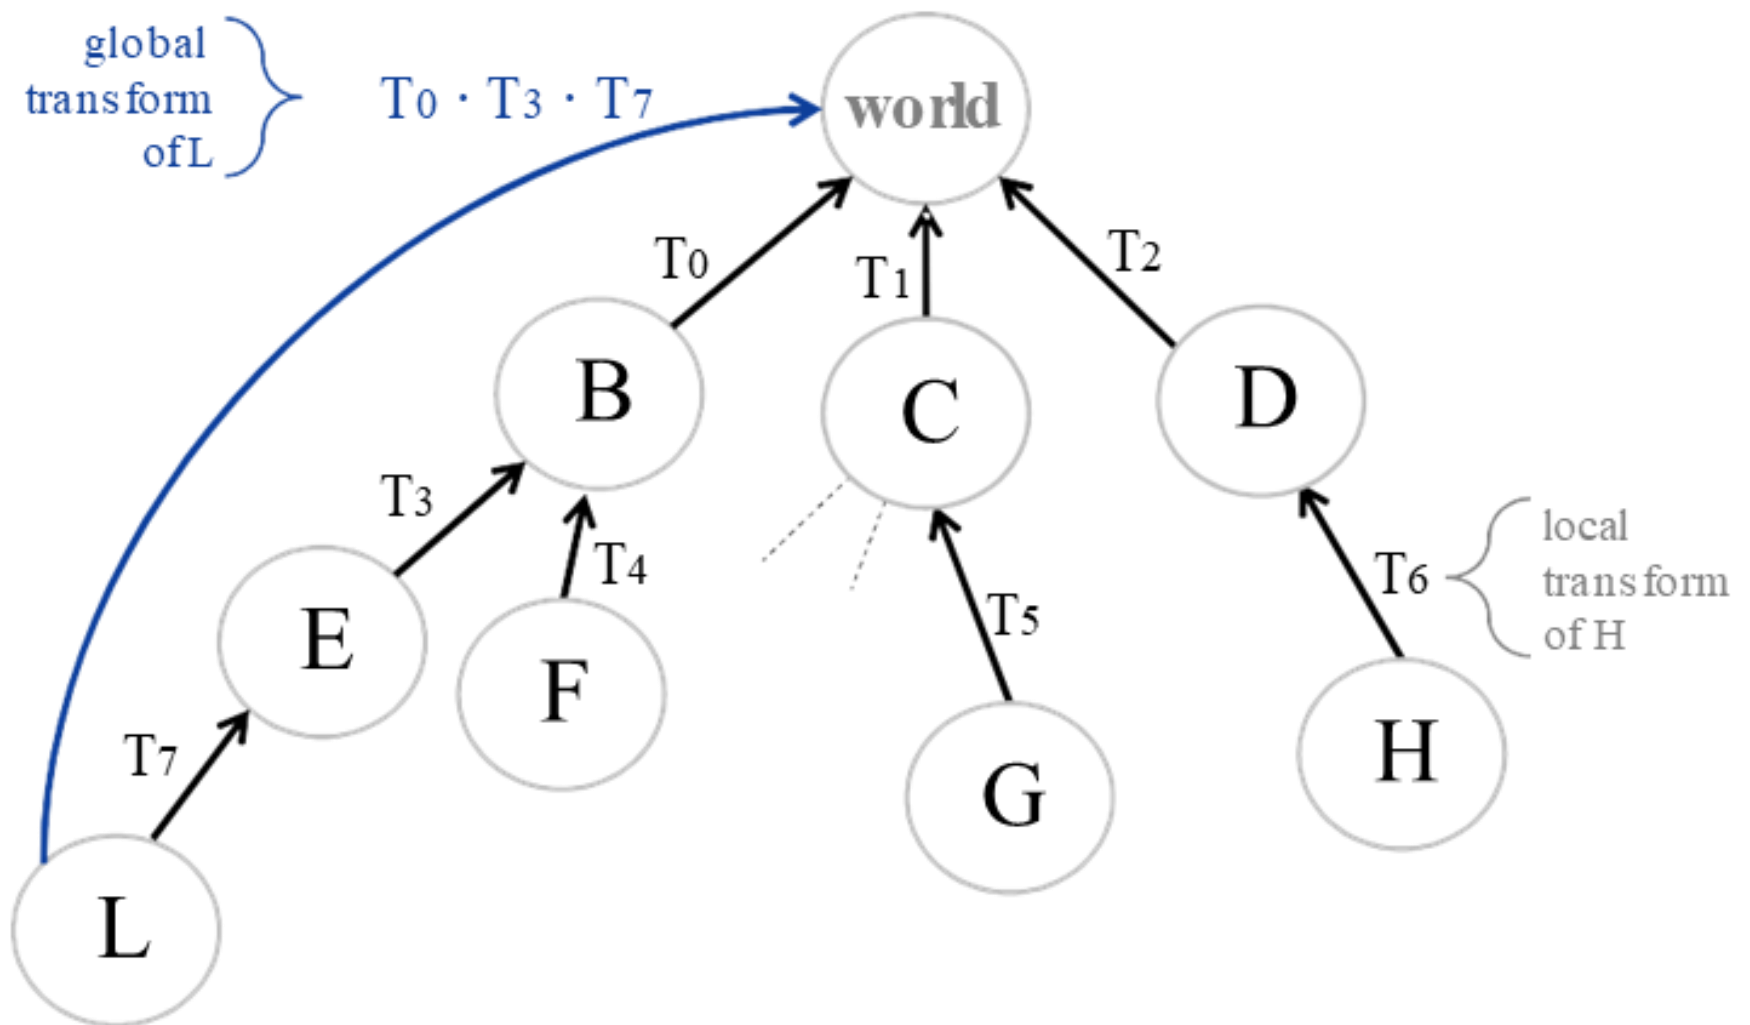 global
transform
of L
T0 · T3 · T7
world
T0
T1
T2
B
C
D
T3
T4
T5
T6
local
transform
of H
E
F
G
H
T7
L